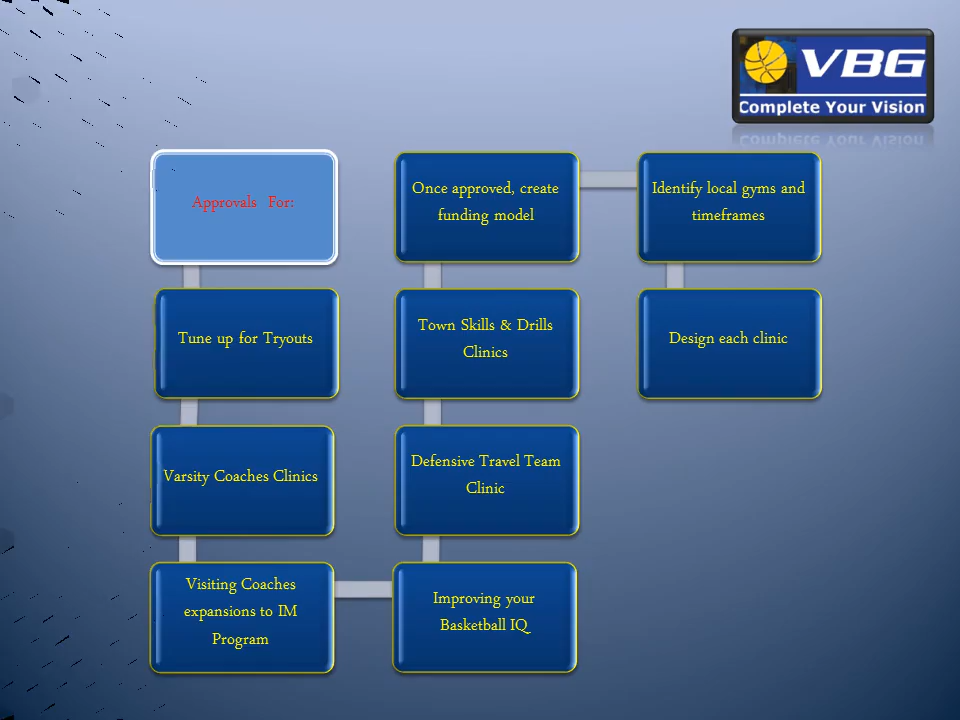 VBG
Complete Your Vision
Approvals For:
Tune up for Tryouts
Varsity Coaches Clinics
Visiting Coaches
expansions to IM
Program
Improving your
Basketball IQ
Defensive Travel Team
Clinic
Town Skills & Drills
Clinics
Once approved, create
funding model
Identify local gyms and
timeframes
Design each clinic